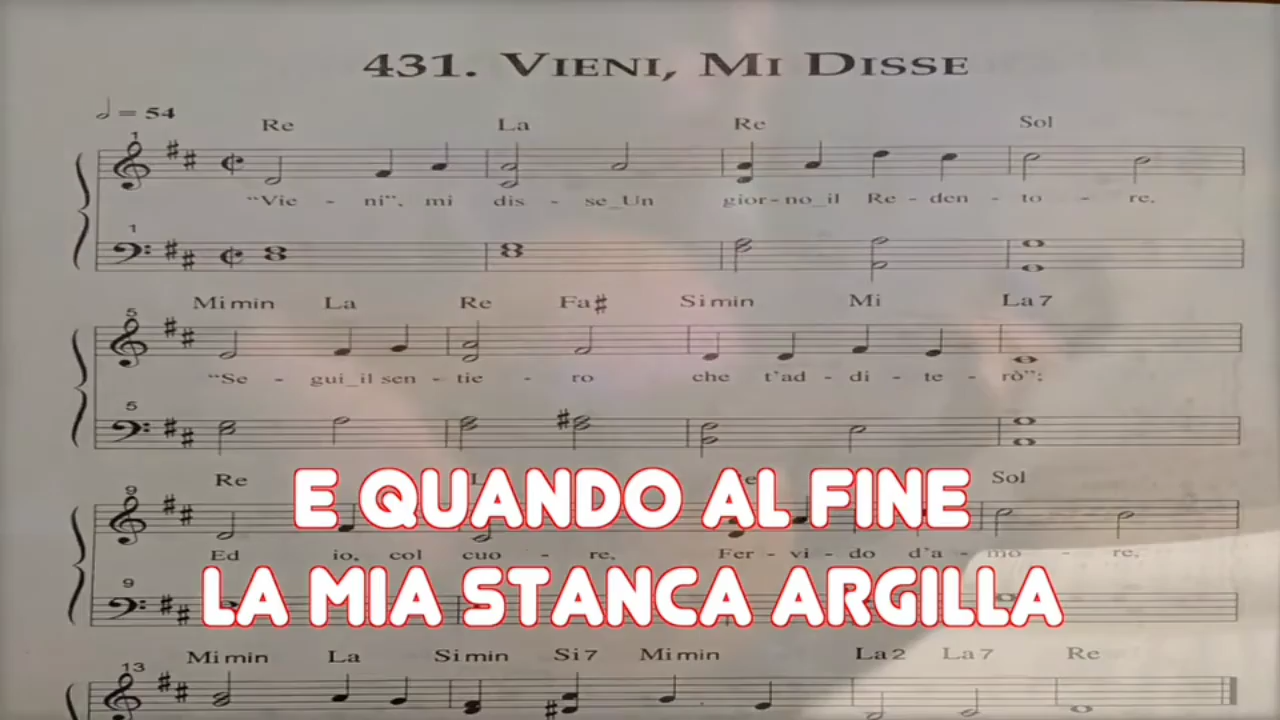 431. VIENI, MI DISSE
= 54
Re La Re Sol
1
"Vie - ni", mi dis - se_Un gior-no_il Re - den - to - re.
1
Mimin La Re Fa# Simin Mi La7
5
"Se - gui_il sen - tie - ro che t'ad - di - te - rò":
5
Re Sol
9
E QUANDO AL FINE
Ed io, col cuo - re, Fer - vi - do d'a - mo - re,
LA MIA STANCA ARGILLA
9
Mimin La Simin Si7 Mimin La2 La7 Re
13